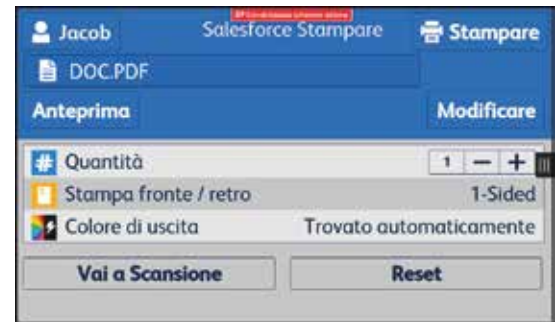 Jacob
Salesforce Stampare
Stampare
DOC.PDF
Anteprima
Modificare
# Quantità
1 — +
Stampa fronte / retro
1-Sided
Colore di uscita
Trovato automaticamente
Vai a Scansione
Reset